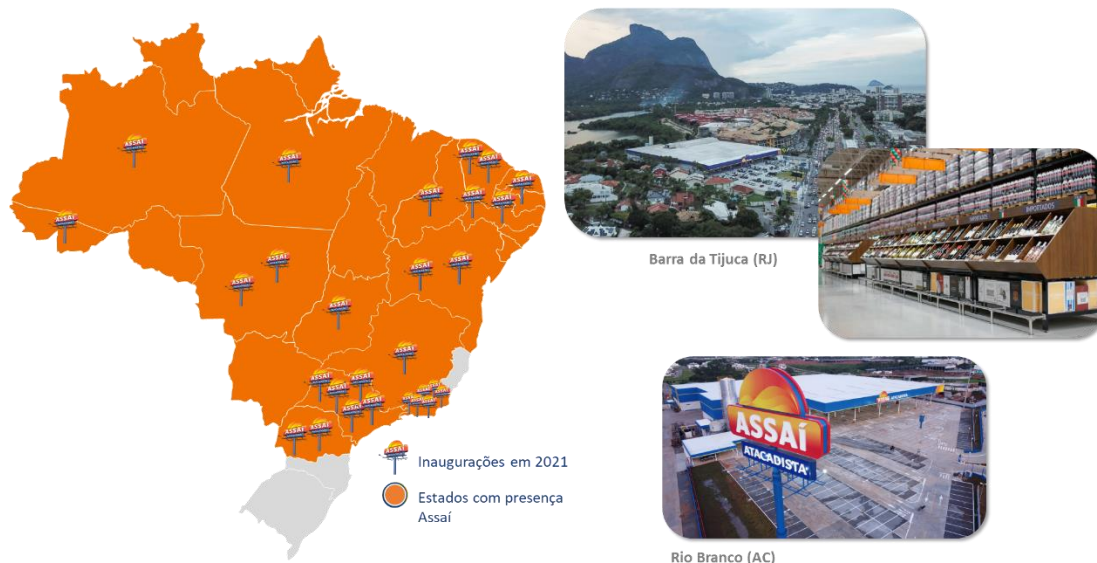 Barra da Tijuca (RJ)
ASSAÍ
ATACADISTA
Inaugurações em 2021
Estados com presença
Assaí
Rio Branco (AC)